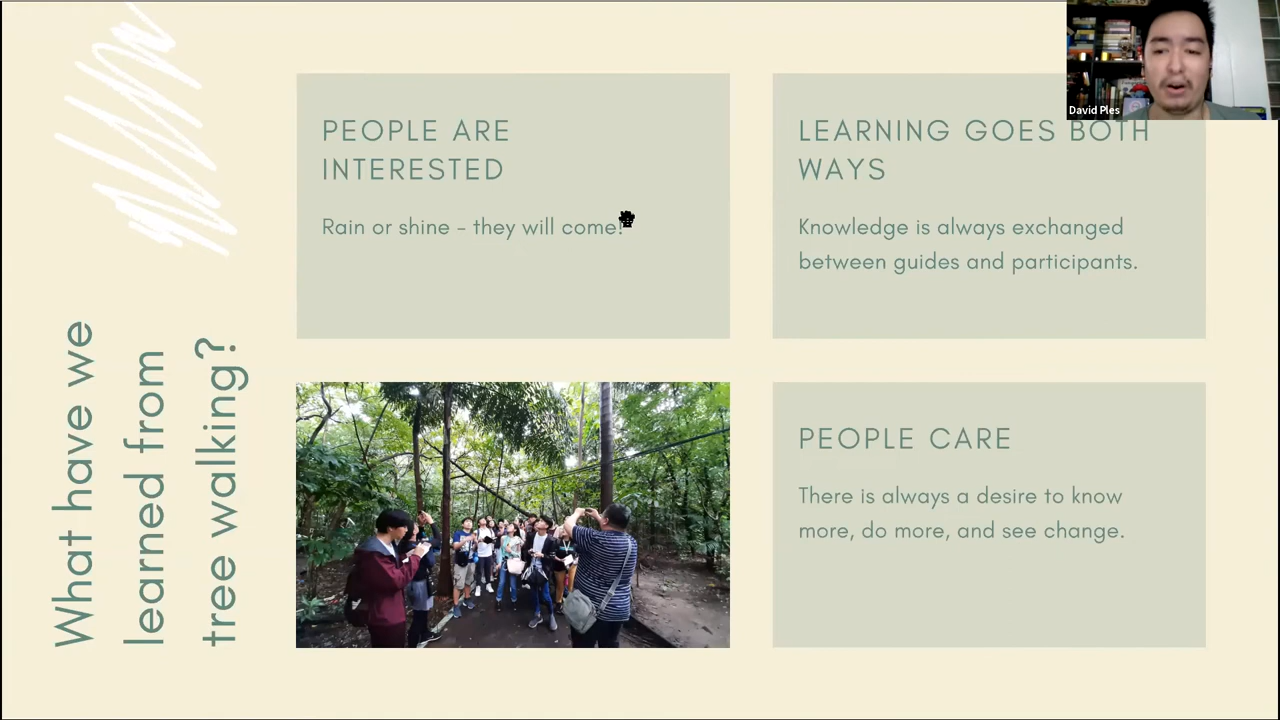 What have we
learned from
tree walking?
PEOPLE ARE
INTERESTED
Rain or shine - they will come!
LEARNING GOES BOTH
WAYS
Knowledge is always exchanged
between guides and participants.
PEOPLE CARE
There is always a desire to know
more, do more, and see change.
David Ples